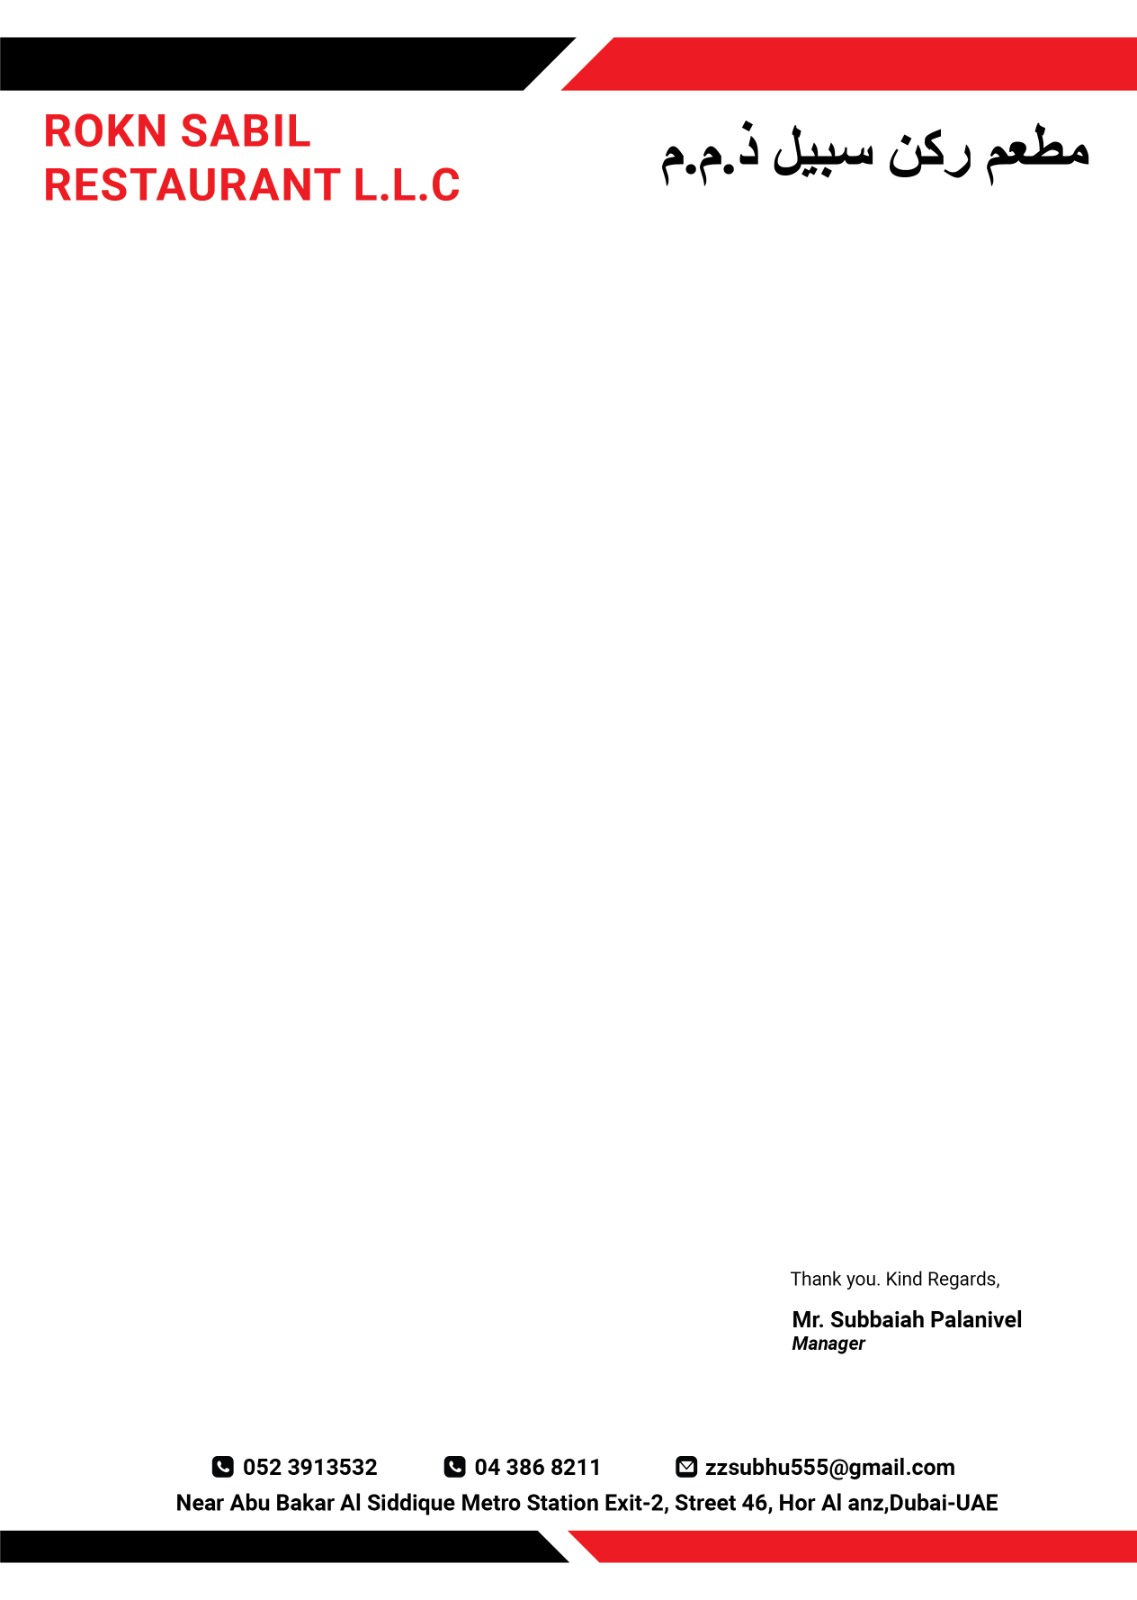 ROKN SABIL
RESTAURANT L.L.C
مطعم ركن سبيل ذ.م.م
Thank you. Kind Regards,
Mr. Subbaiah Palanivel
Manager
052 3913532 04 386 8211 zzsubhu555@gmail.com
Near Abu Bakar Al Siddique Metro Station Exit-2, Street 46, Hor Al anz,Dubai-UAE